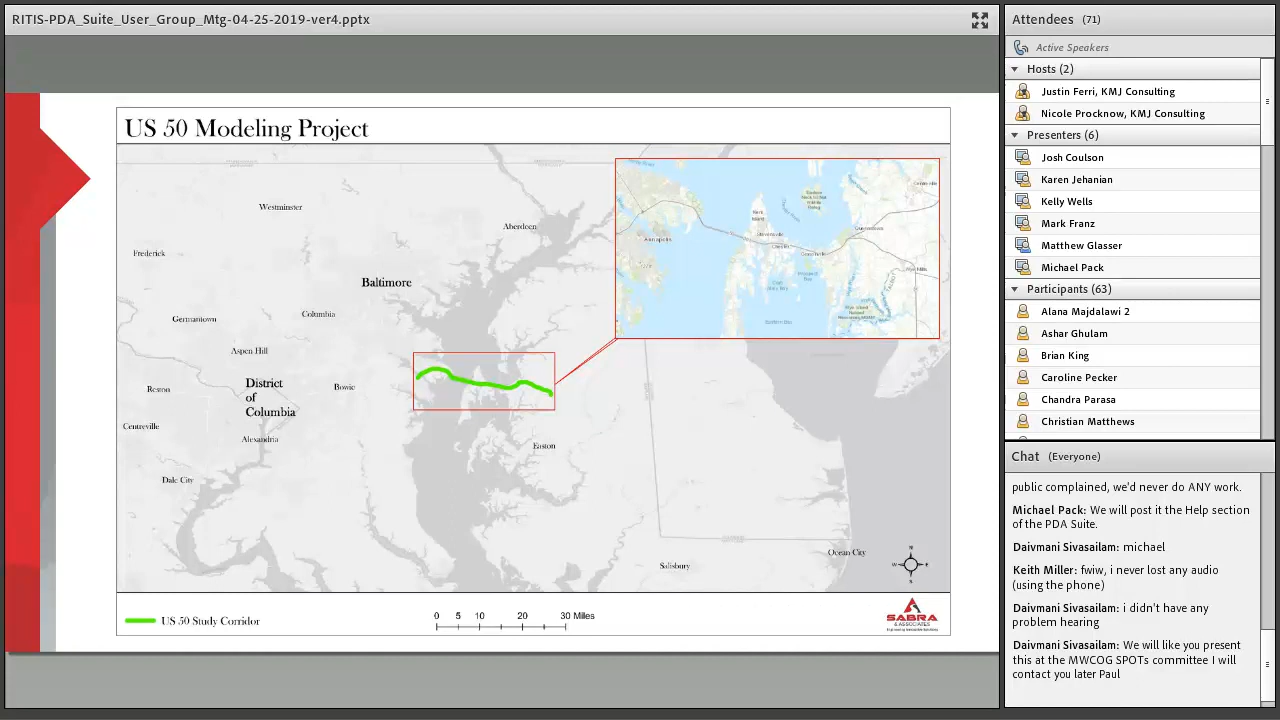 RITIS-PDA_Suite_User_Group_Mtg-04-25-2019-ver4.pptx
US 50 Modeling Project
Westminster
Aberdeen
Frederick
Baltimore
Columbia
Germantown
Aspen Hill
Reston
District
of
Columbia
Bowie
Centreville
Alexandria
Easton
Dale City
Ocean City
Salisbury
Annapolis
N
W
E
S
US 50 Study Corridor
0 5 10 20 30 Miles
SABRA
& ASSOCIATES
Attendees (71)
Active Speakers
Hosts (2)
Justin Ferri, KMJ Consulting
Nicole Procknow, KMJ Consulting
Presenters (6)
Josh Coulson
Karen Jehanian
Kelly Wells
Mark Franz
Matthew Glasser
Michael Pack
Participants (63)
Alana Majdalawi 2
Ashar Ghulam
Brian King
Caroline Pecker
Chandra Parasa
Christian Matthews
Chat (Everyone)
public complained, we'd never do ANY work.
Michael Pack: We will post it the Help section
of the PDA Suite.
Daivmani Sivasailam: michael
Keith Miller: fwiw, i never lost any audio
(using the phone)
Daivmani Sivasailam: i didn't have any
problem hearing
Daivmani Sivasailam: We will like you present
this at the MWCOG SPOTs committee I will
contact you later Paul